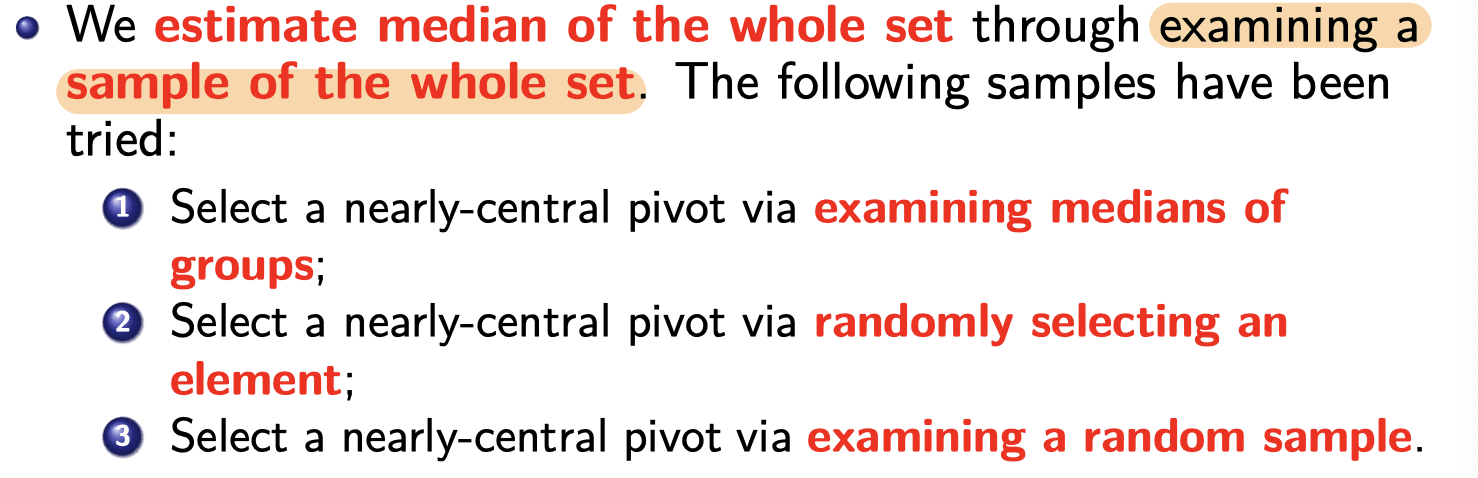 We estimate median of the whole set through examining a
sample of the whole set. The following samples have been
tried:
1 Select a nearly-central pivot via examining medians of
groups;
2 Select a nearly-central pivot via randomly selecting an
element;
3 Select a nearly-central pivot via examining a random sample.